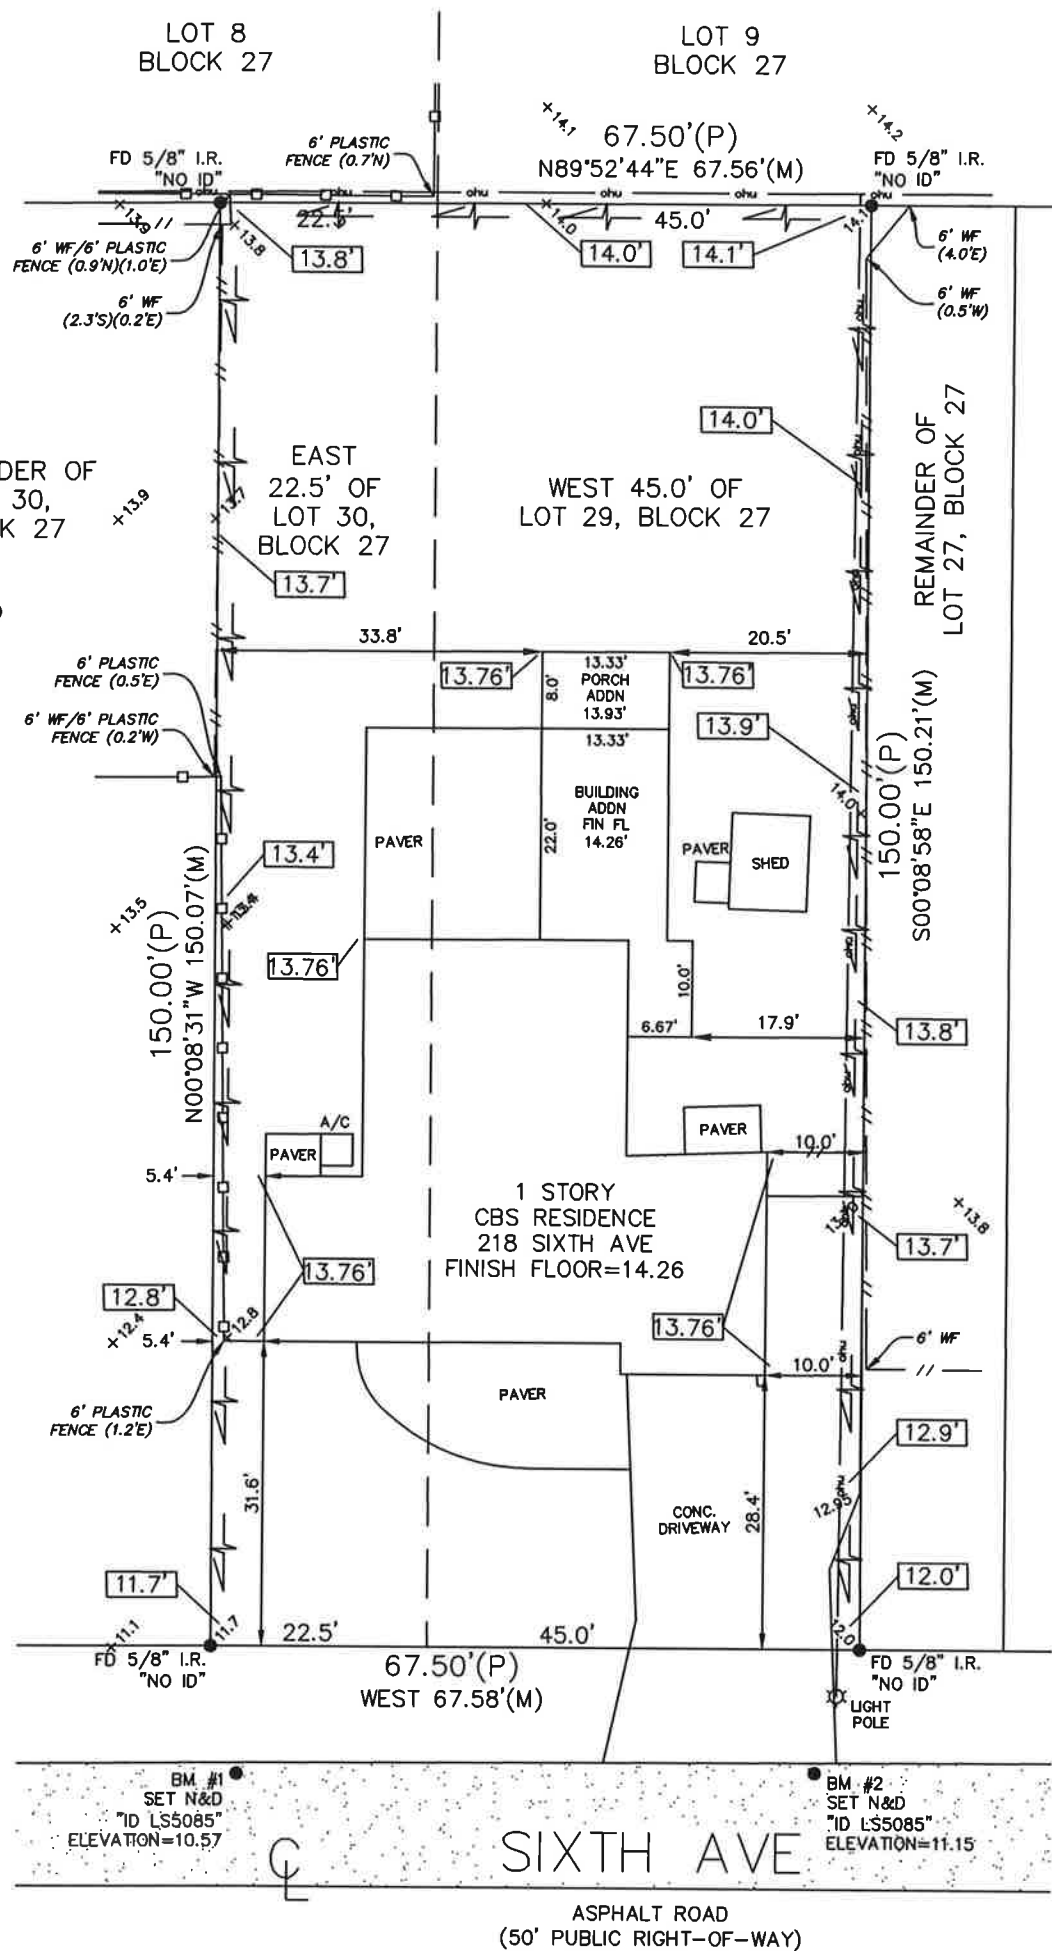 LOT 8
BLOCK 27
LOT 9
BLOCK 27
×14.1
×14.2
6' PLASTIC
FENCE (0.7'N)
67.50'(P)
N89°52'44"E 67.56'(M)
FD 5/8" I.R.
"NO ID"
FD 5/8" I.R.
"NO ID"
ohu
ohu
ohu
ohu
ohu
×13.9
22.5'
×14.0
45.0'
14.1
×13.8
13.8'
14.0'
14.1'
6' WF/6' PLASTIC
FENCE (0.9'N)(1.0'E)
6' WF
(4.0'E)
6' WF
(2.3'S)(0.2'E)
6' WF
(0.5'W)
14.0'
DER OF
30,
K 27
×13.9
13.7
EAST
22.5' OF
LOT 30,
BLOCK 27
WEST 45.0' OF
LOT 29, BLOCK 27
REMAINDER OF
LOT 27, BLOCK 27
13.7'
33.8'
20.5'
13.76'
13.33'
PORCH
ADDN
13.93'
8.0'
13.76'
6' PLASTIC
FENCE (0.5'E)
6' WF/6' PLASTIC
FENCE (0.2'W)
13.9'
13.33'
BUILDING
ADDN
FIN FL
14.26'
22.0'
14.0
150.00'(P)
S00°08'58"E 150.21'(M)
PAVER
PAVER
SHED
13.4'
×13.5
13.4
150.00'(P)
N00°08'31"W 150.07'(M)
13.76'
10.0'
6.67'
17.9'
13.8'
A/C
PAVER
PAVER
10.0'
5.4'
1 STORY
CBS RESIDENCE
218 SIXTH AVE
FINISH FLOOR=14.26
×13.8
13.7'
13.76'
12.8'
×12.4
12.8
5.4'
13.76'
6' WF
10.0'
PAVER
6' PLASTIC
FENCE (1.2'E)
12.9'
31.6'
CONC.
DRIVEWAY
28.4'
12.95
11.7'
12.0'
×11.1
11.7
22.5'
45.0'
12.0
FD 5/8" I.R.
"NO ID"
67.50'(P)
WEST 67.58'(M)
FD 5/8" I.R.
"NO ID"
LIGHT
POLE
BM #1
SET N&D
"ID LS5085"
ELEVATION=10.57
BM #2
SET N&D
"ID LS5085"
ELEVATION=11.15
SIXTH AVE
ASPHALT ROAD
(50' PUBLIC RIGHT-OF-WAY)